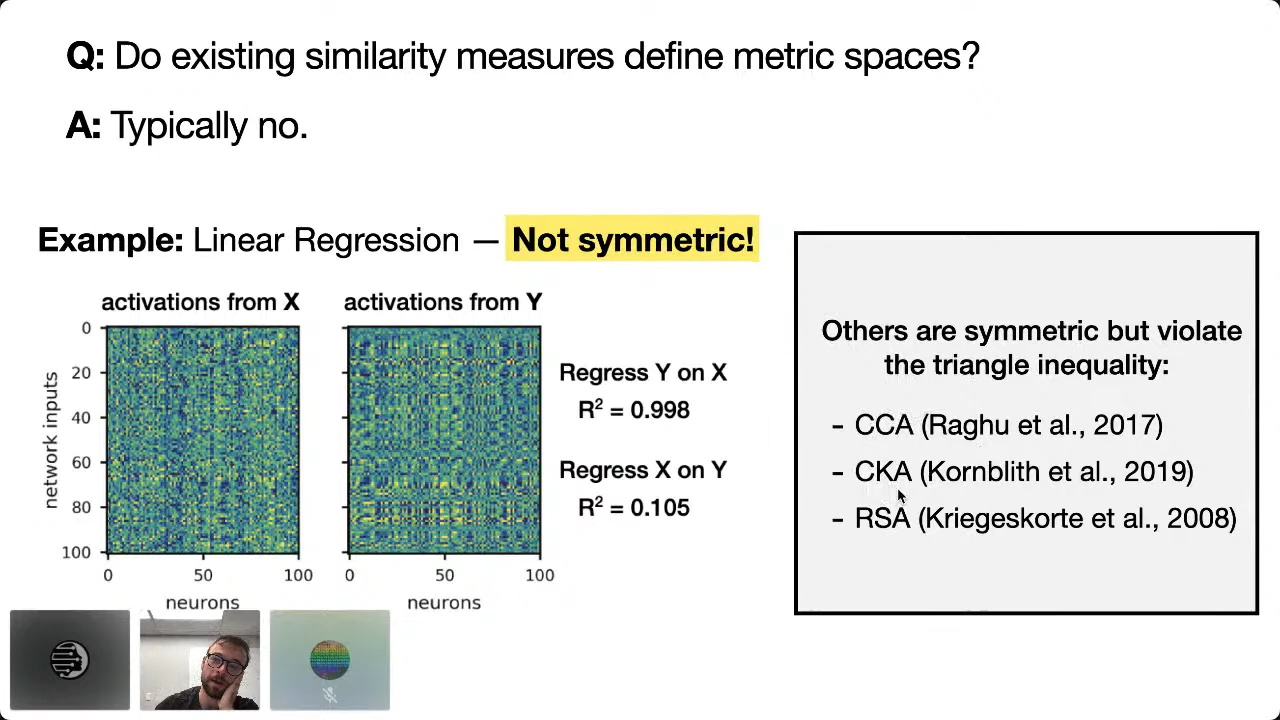 Q: Do existing similarity measures define metric spaces?
A: Typically no.
Example: Linear Regression — Not symmetric!
activations from X
activations from Y
0
20
40
60
80
100
network inputs
0 50 100
neurons
0 50 100
neurons
Regress Y on X
R² = 0.998
Regress X on Y
R² = 0.105
Others are symmetric but violate
the triangle inequality:
- CCA (Raghu et al., 2017)
- CKA (Kornblith et al., 2019)
- RSA (Kriegeskorte et al., 2008)